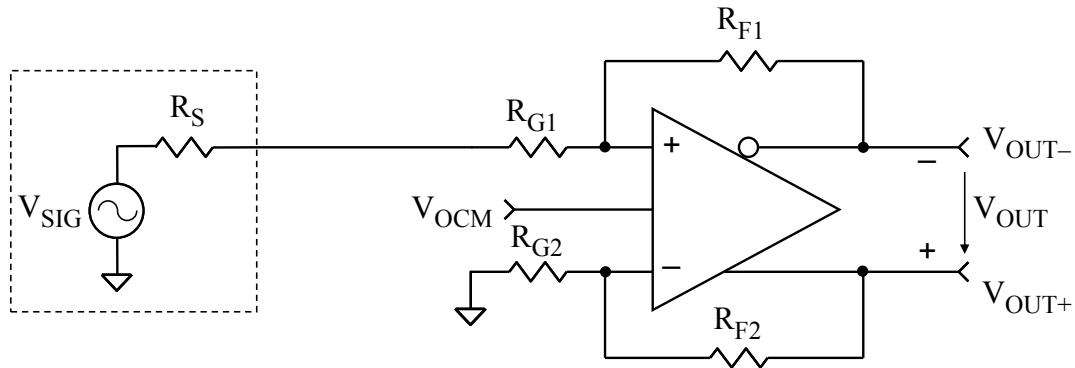 R_F1
R_S
R_G1
+
–
V_OUT–
V_SIG
V_OCM
V_OUT
R_G2
–
+
V_OUT+
R_F2